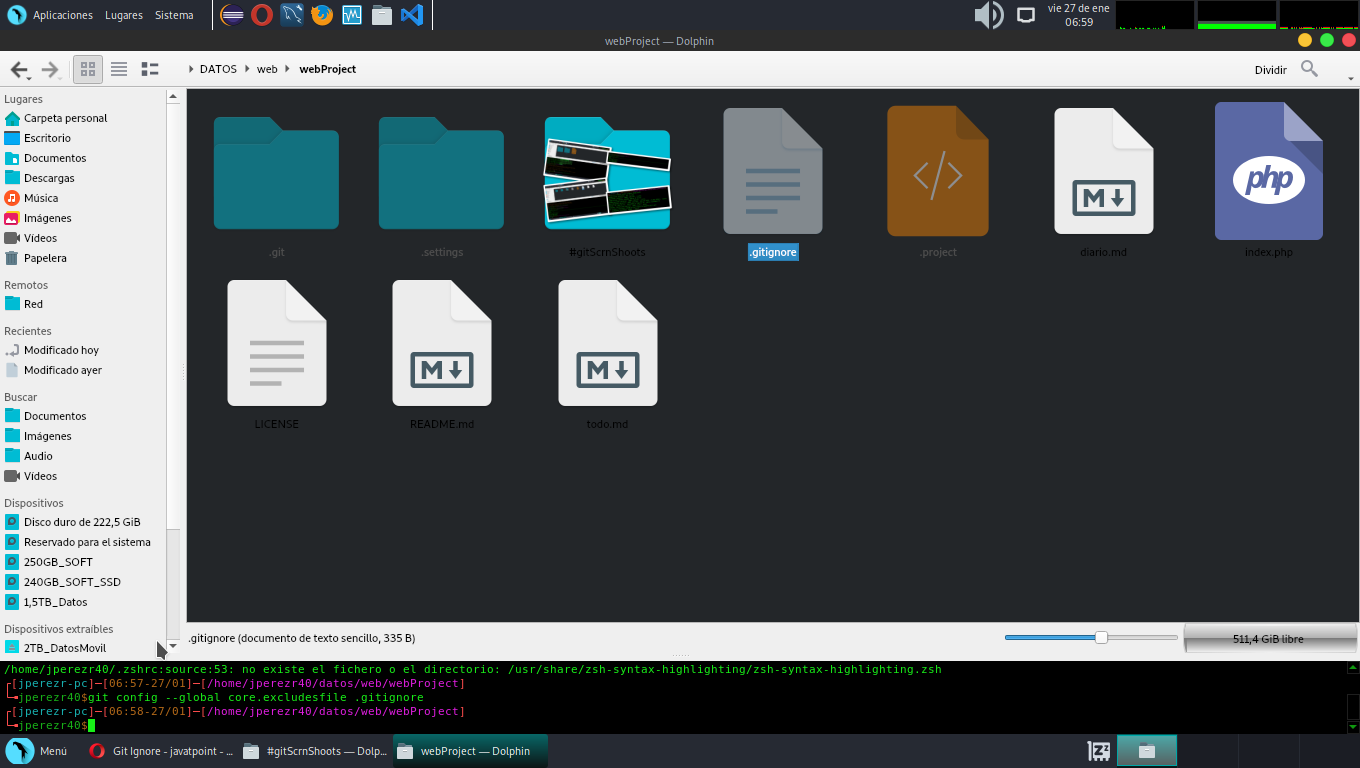 Aplicaciones Lugares Sistema
vie 27 de ene
06:59
webProject — Dolphin
DATOS web webProject
Dividir
Lugares
Carpeta personal
Escritorio
Documentos
Descargas
Música
Imágenes
Vídeos
Papelera
Remotos
Red
Recientes
Modificado hoy
Modificado ayer
Buscar
Documentos
Imágenes
Audio
Vídeos
Dispositivos
Disco duro de 222,5 GiB
Reservado para el sistema
250GB_SOFT
240GB_SOFT_SSD
1,5TB_Datos
Dispositivos extraíbles
2TB_DatosMovil
</>
M
php
.git .settings #gitScrnShoots .gitignore .project diario.md index.php
M M
LICENSE README.md todo.md
.gitignore (documento de texto sencillo, 335 B)
511,4 GiB libre
/home/jperezr40/.zshrc:source:53: no existe el fichero o el directorio: /usr/share/zsh-syntax-highlighting/zsh-syntax-highlighting.zsh
┌[jperezr-pc]─[06:57-27/01]─[/home/jperezr40/datos/web/webProject]
└╼jperezr40$git config --global core.excludesfile .gitignore
┌[jperezr-pc]─[06:58-27/01]─[/home/jperezr40/datos/web/webProject]
└╼jperezr40$
Menú Git Ignore - javatpoint - ... #gitScrnShoots — Dolp... webProject — Dolphin